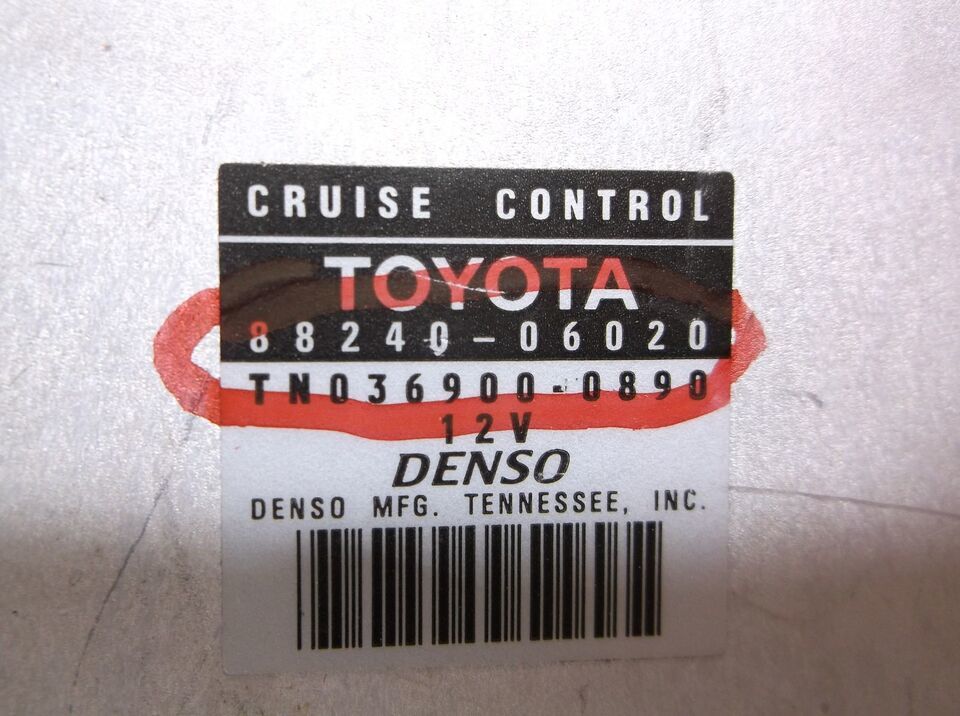 CRUISE CONTROL
TOYOTA
88240-06020
TN036900-0890
12V
DENSO
DENSO MFG. TENNESSEE, INC.